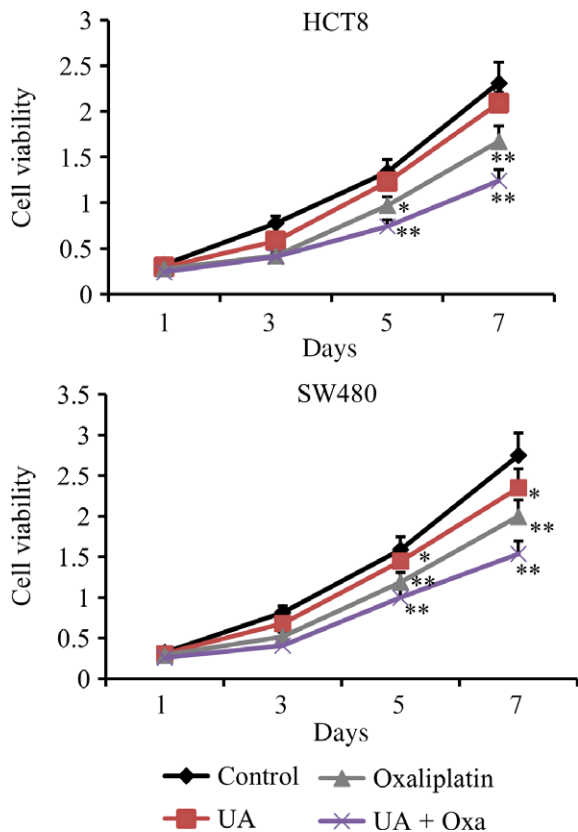 HCT8
3
2.5
2
1.5
1
0.5
0
Cell viability
**
*
**
**
1 3 5 7
Days
SW480
3.5
3
2.5
2
1.5
1
0.5
0
Cell viability
*
**
*
**
**
**
1 3 5 7
Days
Control Oxaliplatin
UA UA + Oxa